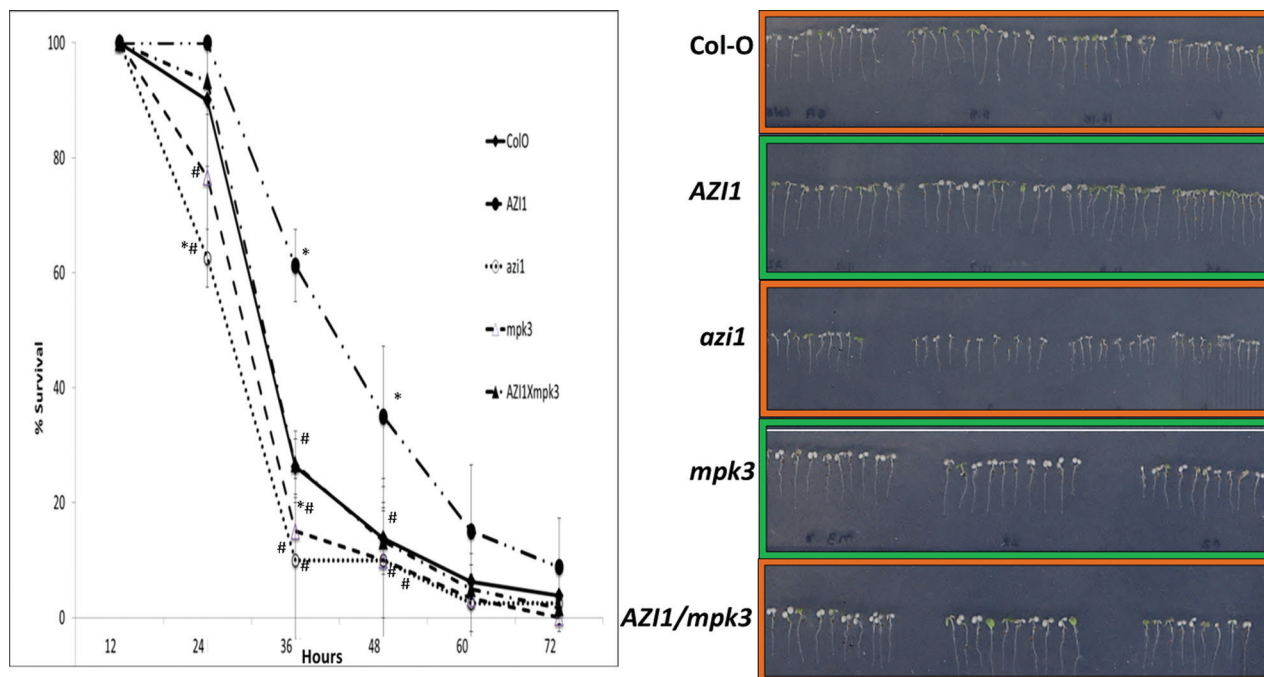 100
80
60
40
20
0
% Survival
12 24 36 48 60 72
Hours
#
*#
*
#
*#
#
#
*
#
#
#
ColO
AZI1
azi1
mpk3
AZI1Xmpk3
Col-O
AZI1
azi1
mpk3
AZI1/mpk3